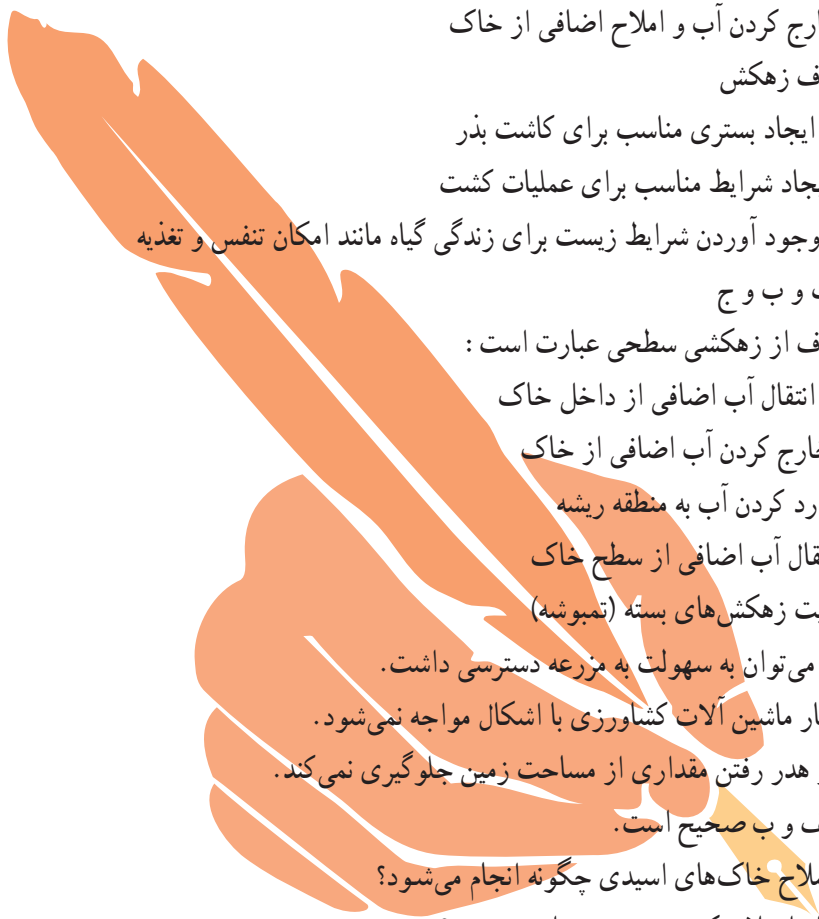 ارج کردن آب و املاح اضافی از خاک
ف زهکش
ایجاد بستری مناسب برای کاشت بذر
جاد شرایط مناسب برای عملیات کشت
وجود آوردن شرایط زیست برای زندگی گیاه مانند امکان تنفس و تغذیه
و ب و ج
ف از زهکشی سطحی عبارت است :
انتقال آب اضافی از داخل خاک
خارج کردن آب اضافی از خاک
رد کردن آب به منطقه ریشه
قال آب اضافی از سطح خاک
یت زهکش‌های بسته (تمبوشه)
می‌توان به سهولت به مزرعه دسترسی داشت.
ار ماشین آلات کشاورزی با اشکال مواجه نمی‌شود.
هدر رفتن مقداری از مساحت زمین جلوگیری نمی‌کند.
ف و ب صحیح است.
صلاح خاک‌های اسیدی چگونه انجام می‌شود؟